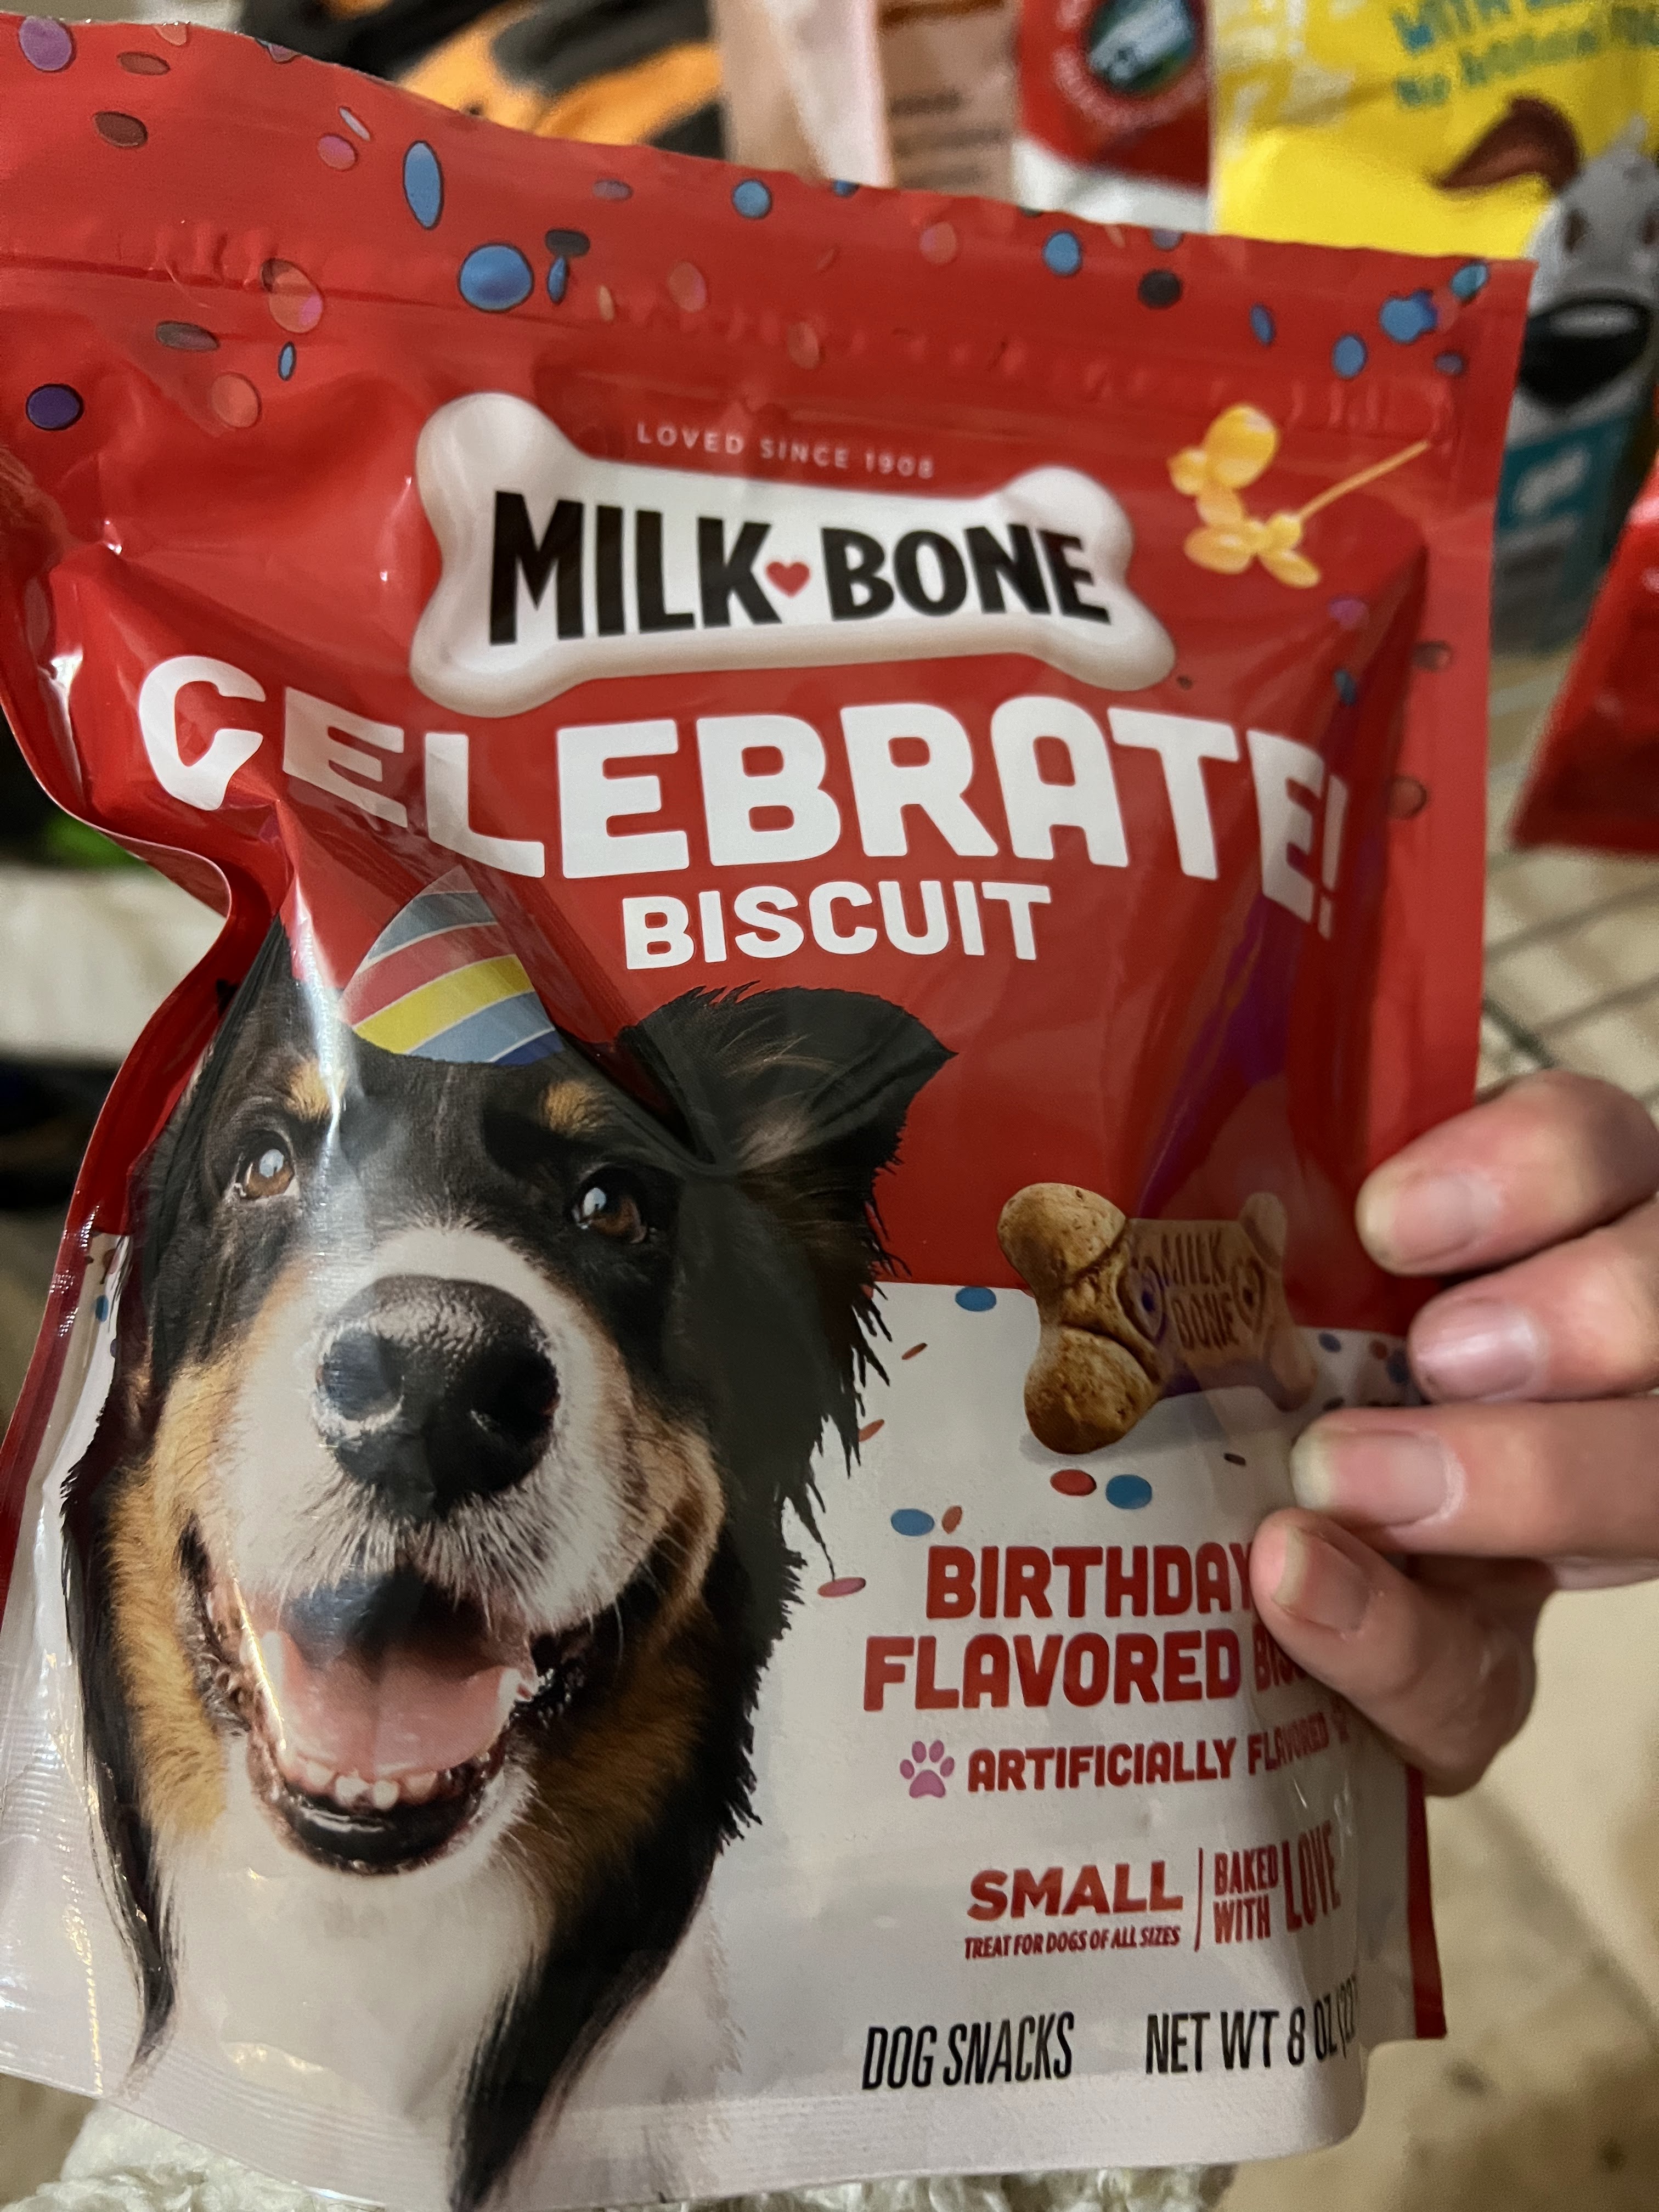 LOVED SINCE 1908
MILK BONE
CELEBRATE!
BISCUIT
MILK
BONE
BIRTHDAY
FLAVORED
ARTIFICIALLY FLAVORED
SMALL
TREAT FOR DOGS OF ALL SIZES
BAKED
WITH
LOVE
DOG SNACKS NET WT 8 OZ